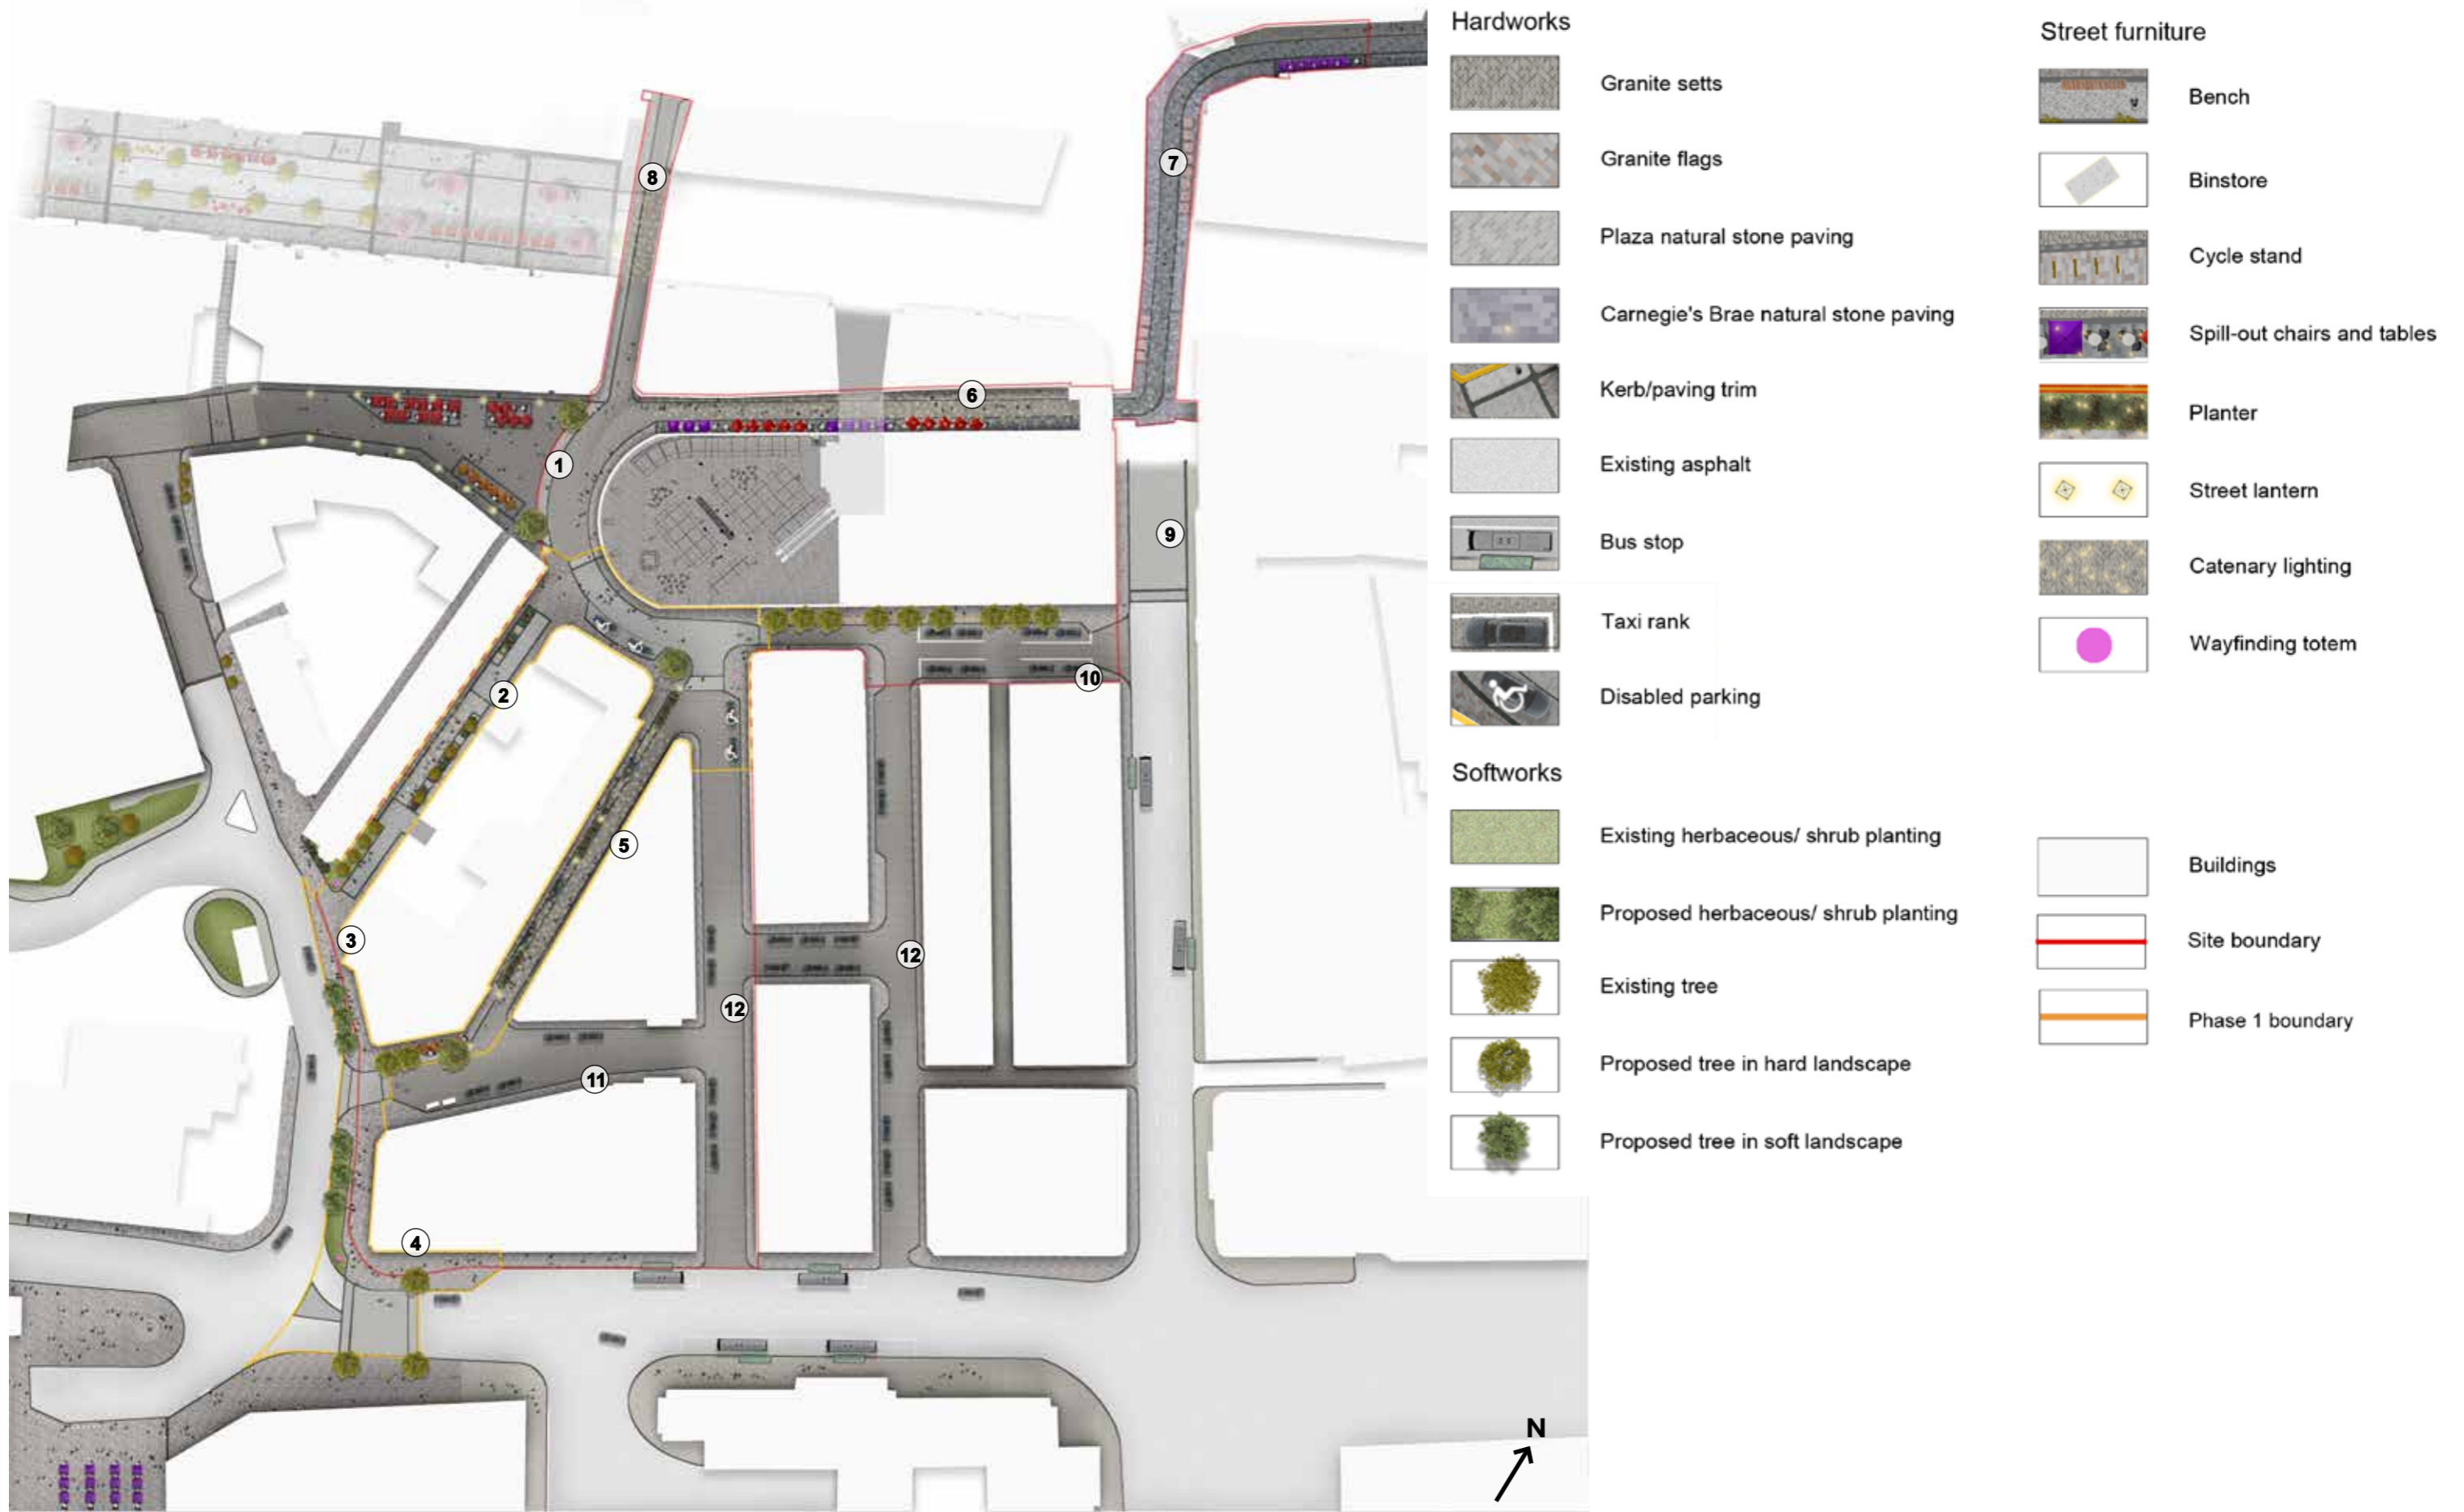 8
7
6
1
9
2
10
5
3
12
12
11
4
N
Hardworks
Granite setts
Granite flags
Plaza natural stone paving
Carnegie's Brae natural stone paving
Kerb/paving trim
Existing asphalt
Bus stop
Taxi rank
Disabled parking
Softworks
Existing herbaceous/ shrub planting
Proposed herbaceous/ shrub planting
Existing tree
Proposed tree in hard landscape
Proposed tree in soft landscape
Street furniture
Bench
Binstore
Cycle stand
Spill-out chairs and tables
Planter
Street lantern
Catenary lighting
Wayfinding totem
Buildings
Site boundary
Phase 1 boundary